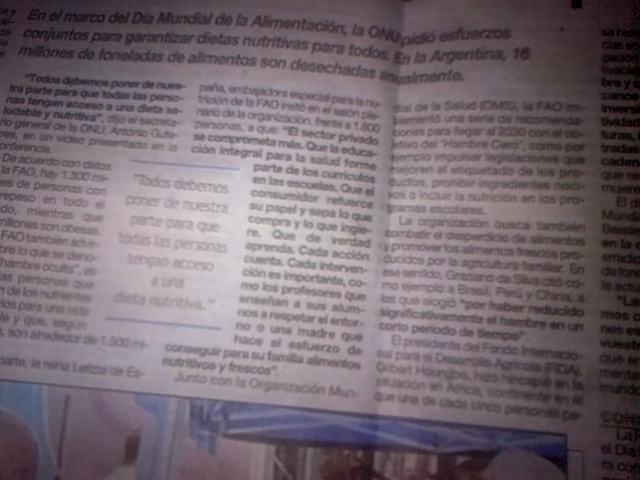 En el marco del Día Mundial de la Alimentación, la ONU pidió esfuerzos
conjuntos para garantizar dietas nutritivas para todos. En la Argentina, 16
millones de toneladas de alimentos son desechadas anualmente.
"Todos debemos poner de nues-
tra parte para que todas las perso-
nas tengan acceso a una dieta sa-
ludable y nutritiva", dijo el
general de la ONU, António Gute-
en un video presentado en la
conferencia.
De acuerdo con datos
la FAO, hay 1.300 mi-
es de personas con
repeso en todo el
do, mientras que
millones son obesas.
FAO también advie-
bre lo que se deno-
hambre oculta", es
las personas que
n de los nutrientes
rios para una vida
le y que, según
, son alrededor de 1.500 mi-
parte, la reina Letizia de Es-
"Todos debemos
poner de nuestra
parte para que
todas las personas
tengan acceso
a una
dieta nutritiva."
paña, embajadora especial para la nu-
trición de la FAO instó en el salón ple-
nario de la organización, frente a 1.800
personas, a que: "El sector privado
se comprometa más. Que la educa-
ción integral para la salud forme
parte de los currículos
en las escuelas. Que el
consumidor refuerce
su papel y sepa lo que
compra y lo que ingie-
re. Que de verdad
aprenda. Cada acción
cuenta. Cada interven-
ción es importante, co-
mo los profesores que
enseñan a sus alum-
nos a respetar el entor-
no o una madre que
hace el esfuerzo de
conseguir para su familia alimentos
nutritivos y frescos".
Junto con la Organización Mun-
dial de la Salud (OMS), la FAO im-
plementó una serie de recomenda-
ciones para llegar al 2030 con el ob-
jetivo del "Hambre Cero", como por
ejemplo impulsar legislaciones que
mejoren el etiquetado de los pro-
ductos, prohibir ingredientes noci-
vos o incluir la nutrición en los pro-
gramas escolares.
La organización busca también
combatir el desperdicio de alimentos
y promover los alimentos frescos pro-
ducidos por la agricultura familiar. En
ese sentido, Graziano da Silva citó co-
mo ejemplo a Brasil, Perú y China, a
los que elogió "por haber reducido
significativamente el hambre en un
corto período de tiempo".
El presidente del Fondo Internacio-
nal para el Desarrollo Agrícola (FIDA),
Gilbert Houngbo, hizo hincapié en la
situación en África, continente en el
que una de cada cinco personas pa-